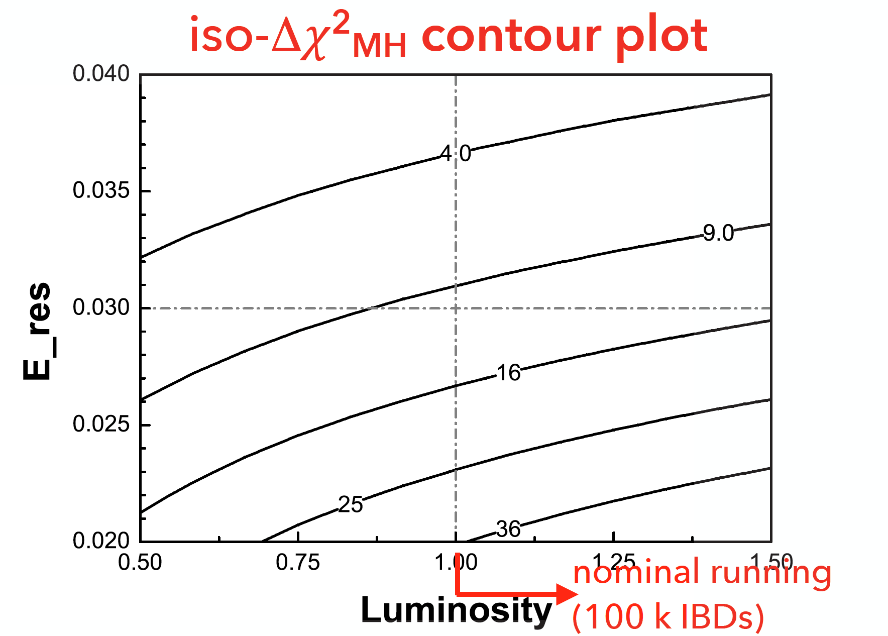 iso-Δχ²MH contour plot
0.040
4.0
0.035
9.0
0.030
E_res
16
0.025
25
36
0.020
0.50 0.75 1.00 1.25 1.50
nominal running
Luminosity
(100 k IBDs)